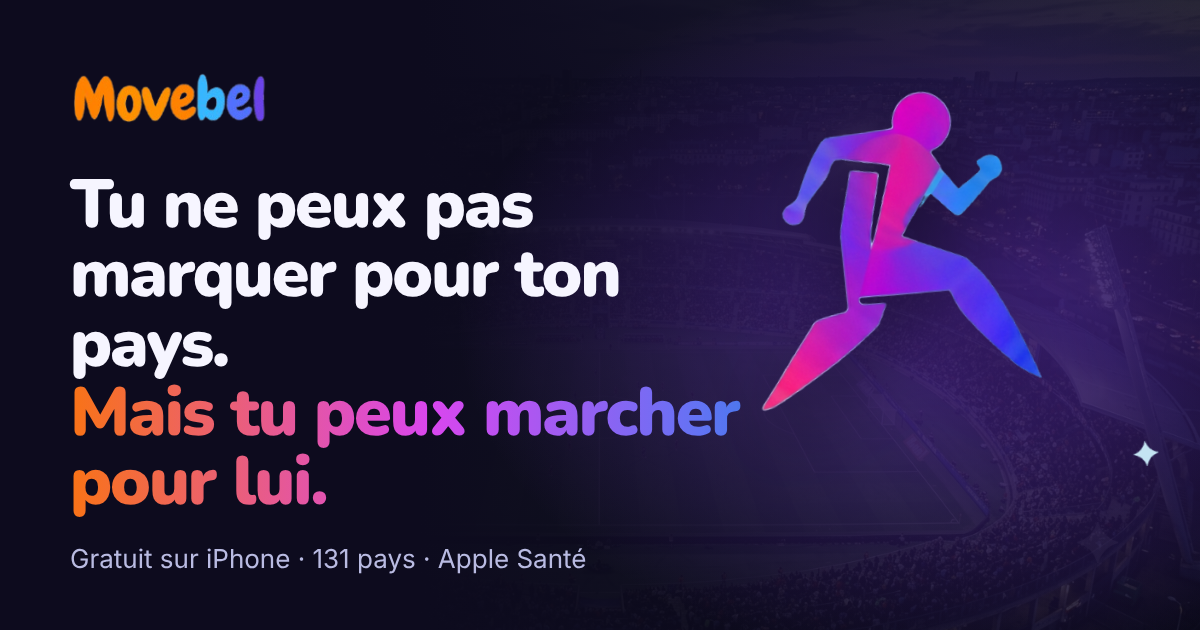 Movebel
Tu ne peux pas
marquer pour ton
pays.
Mais tu peux marcher
pour lui.
Gratuit sur iPhone · 131 pays · Apple Santé